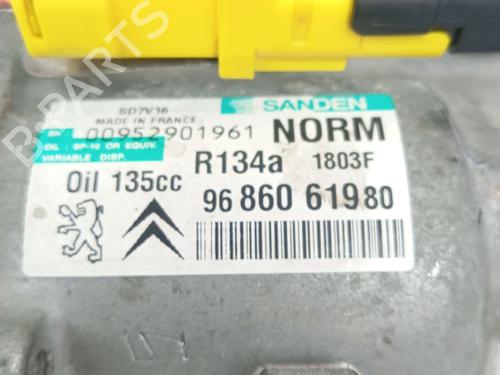 SD7V16
SANDEN
MADE IN FRANCE
SN 00952901961
NORM
OIL : SP-10 OR EQUIV.
VARIABLE DISP.
R134a 1803F
Oil 135cc
96 860 619 80
B-PARTS